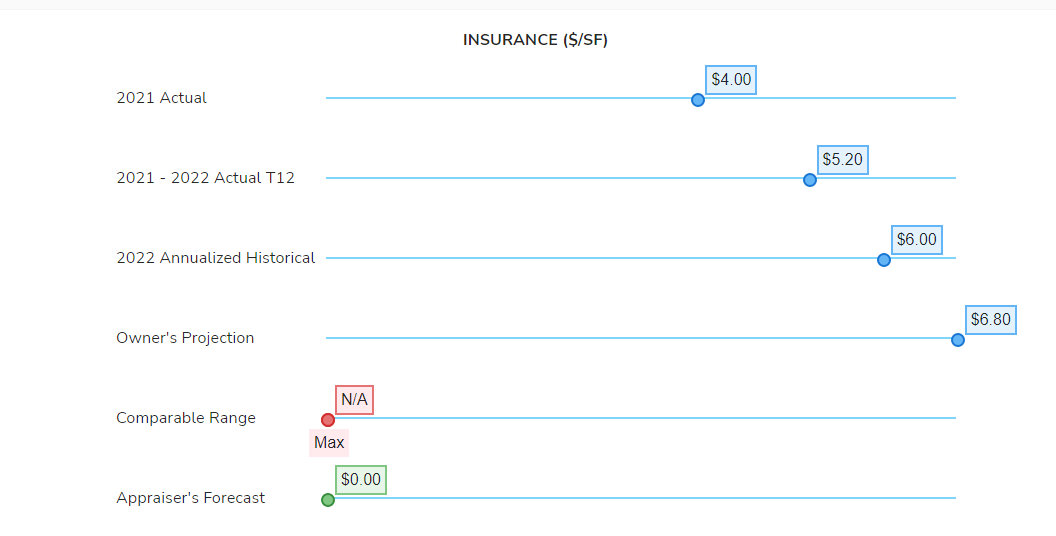 INSURANCE ($/SF)
2021 Actual
$4.00
2021 - 2022 Actual T12
$5.20
2022 Annualized Historical
$6.00
Owner's Projection
$6.80
Comparable Range
N/A
Max
Appraiser's Forecast
$0.00